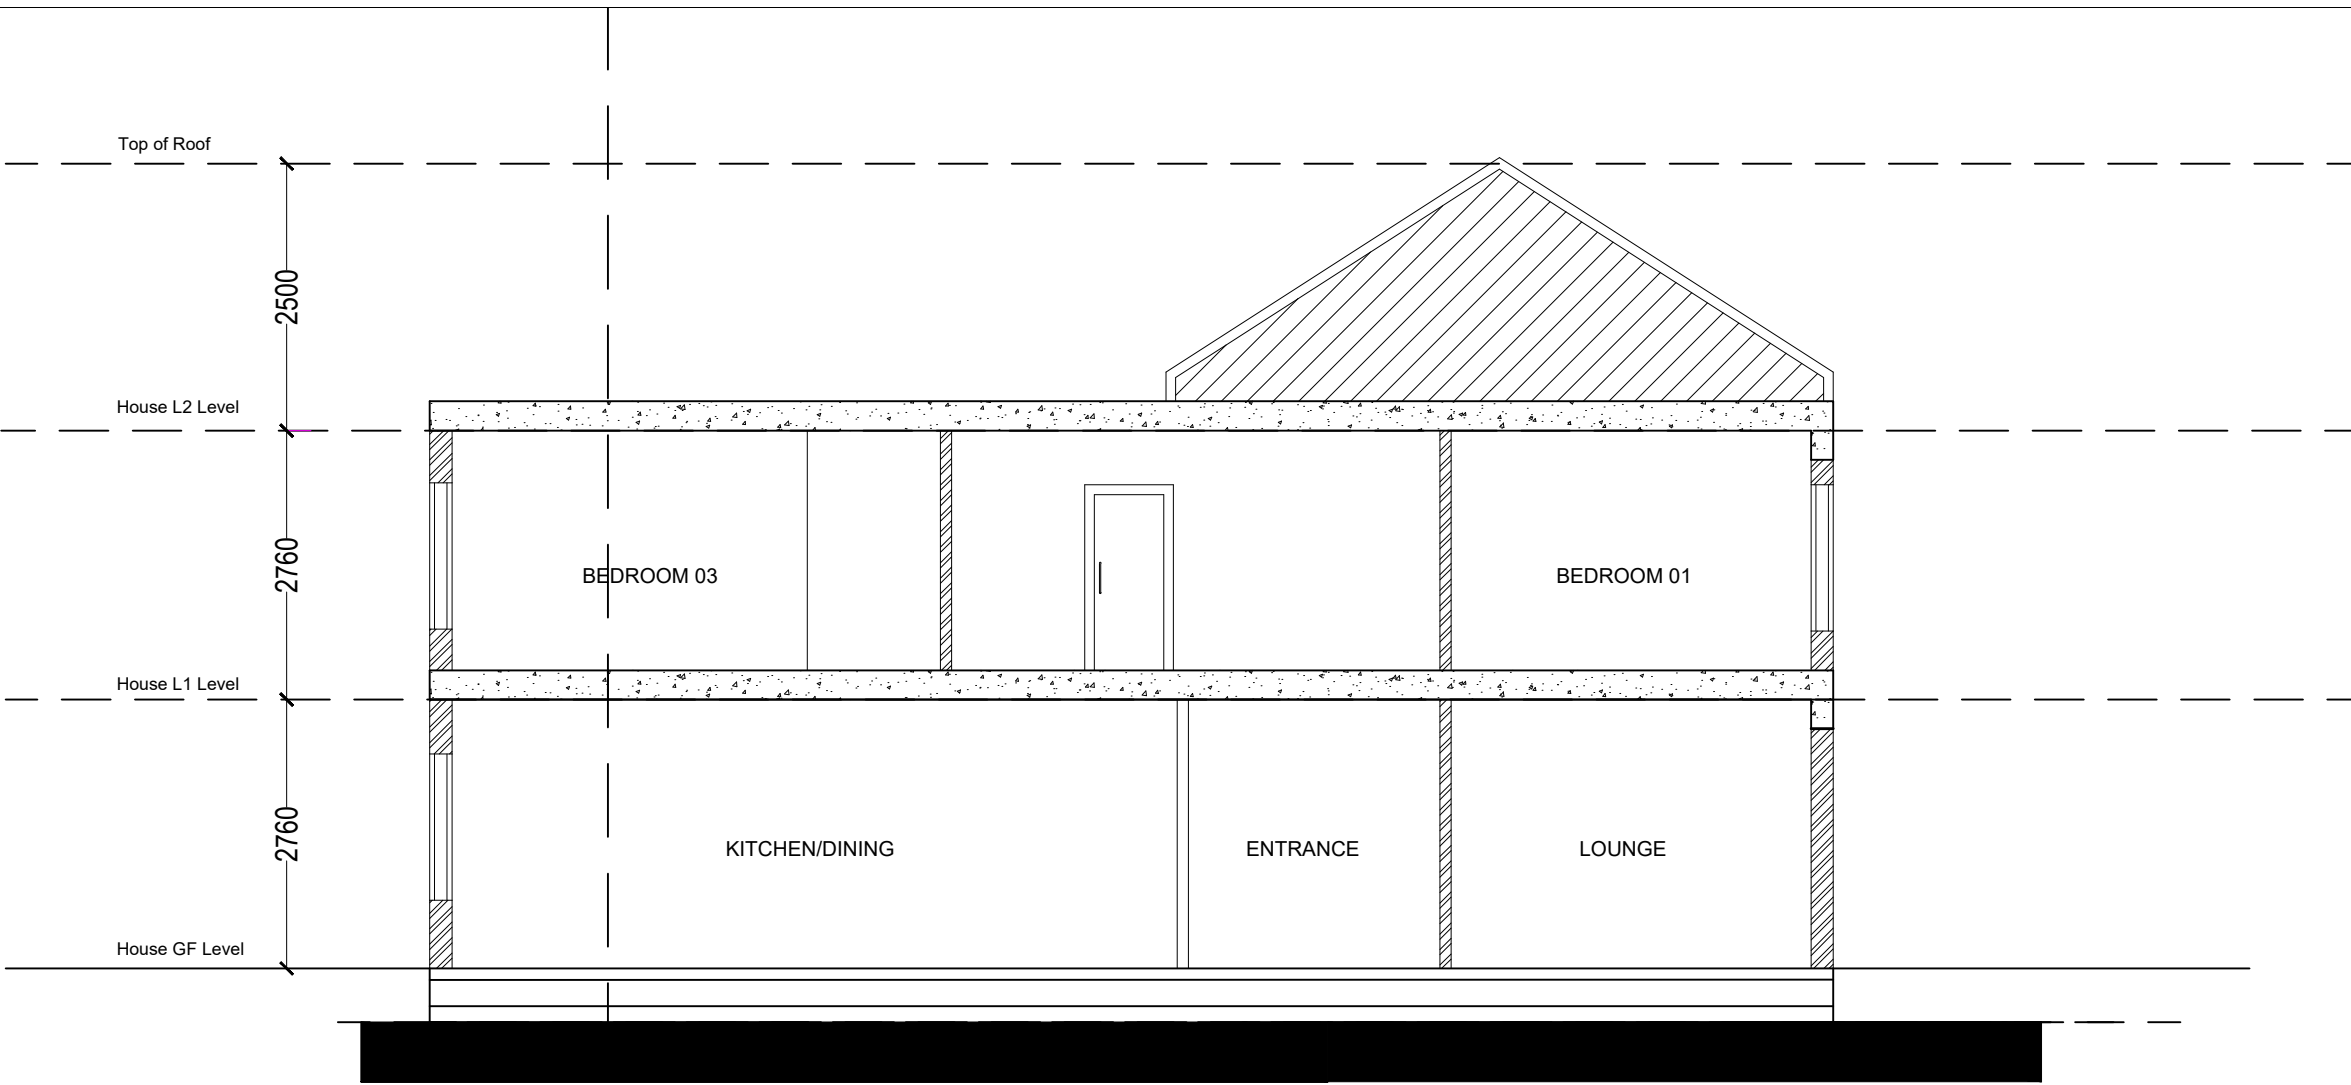 Top of Roof
2500
House L2 Level
2760
BEDROOM 03
BEDROOM 01
House L1 Level
2760
KITCHEN/DINING
ENTRANCE
LOUNGE
House GF Level